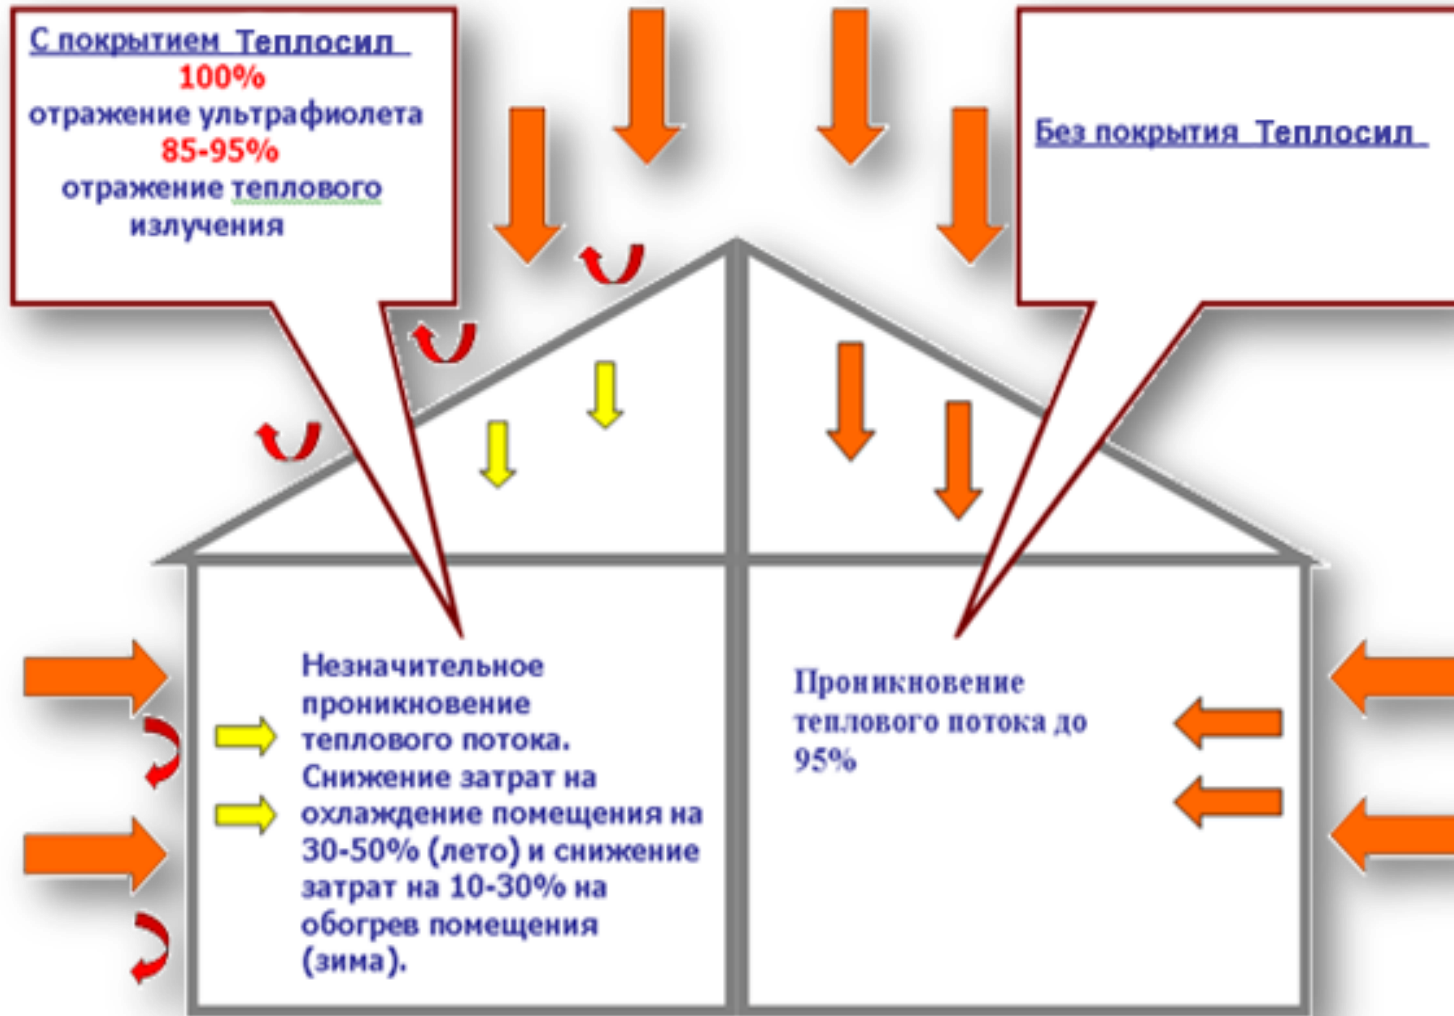 С покрытием Теплосил
100%
отражение ультрафиолета
85-95%
отражение теплового
излучения
Без покрытия Теплосил
Незначительное
проникновение
теплового потока.
Снижение затрат на
охлаждение помещения на
30-50% (лето) и снижение
затрат на 10-30% на
обогрев помещения
(зима).
Проникновение
теплового потока до
95%